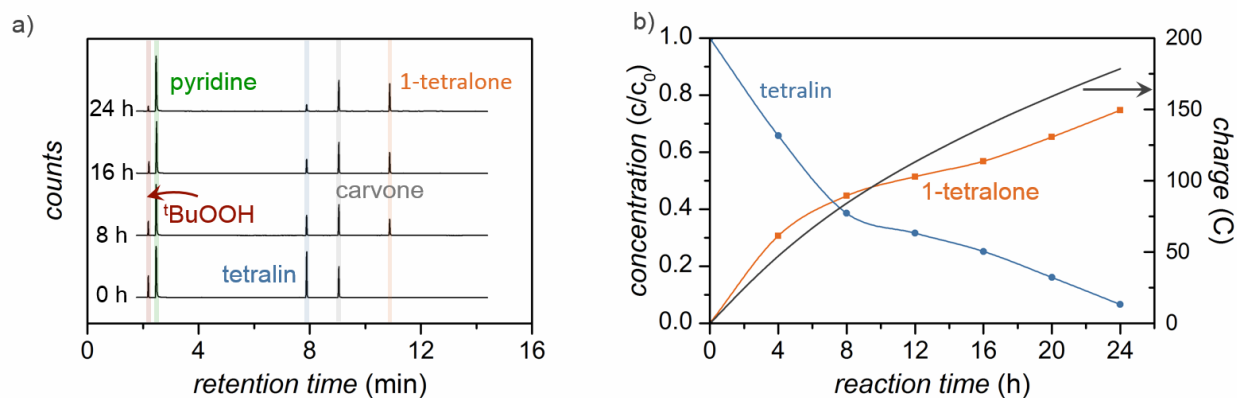 a)
pyridine
1-tetralone
24 h
16 h
carvone
ᵗBuOOH
8 h
tetralin
0 h
counts
0 4 8 12 16
retention time (min)
b)
1.0 200
tetralin
0.8
150
0.6
100
1-tetralone
0.4
50
0.2
0.0 0
0 4 8 12 16 20 24
concentration (c/c₀)
charge (C)
reaction time (h)